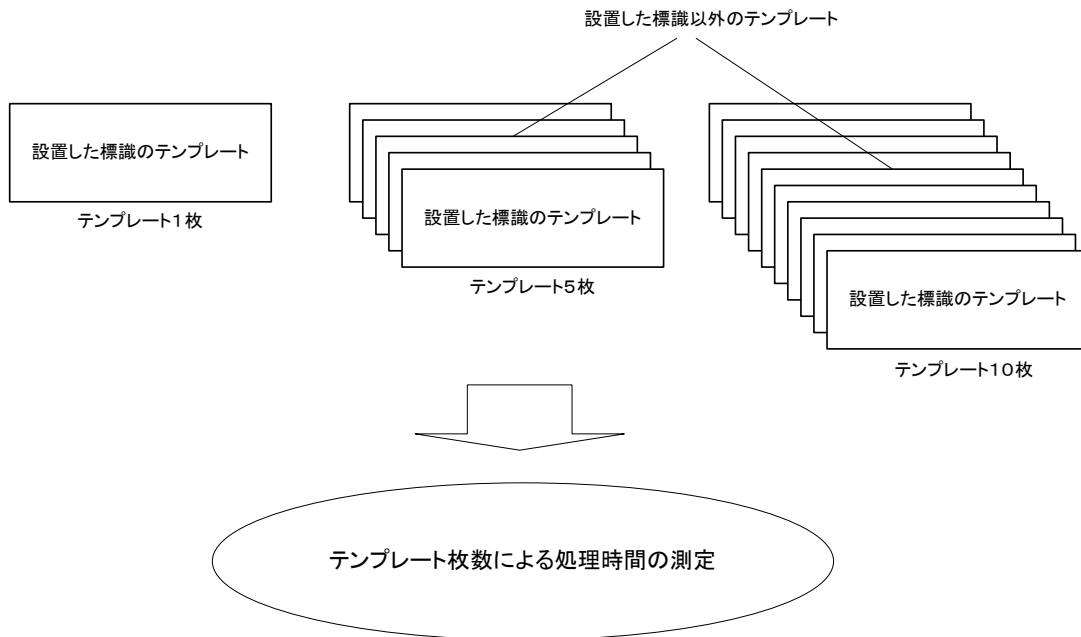 設置した標識以外のテンプレート
設置した標識のテンプレート
テンプレート1枚
設置した標識のテンプレート
テンプレート5枚
設置した標識のテンプレート
テンプレート10枚
テンプレート枚数による処理時間の測定